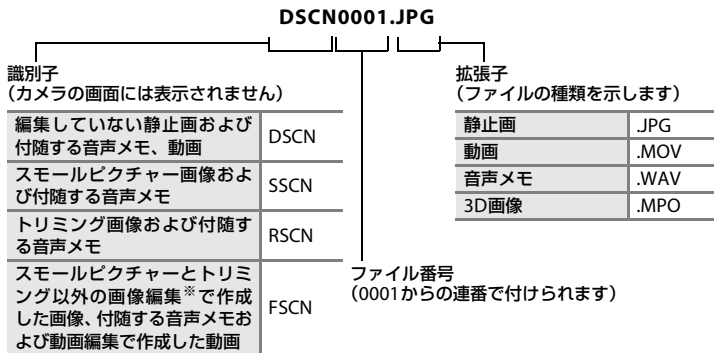 DSCN0001.JPG
識別子
（カメラの画面には表示されません）
編集していない静止画および
付随する音声メモ、動画
DSCN
スモールピクチャー画像およ
び付随する音声メモ
SSCN
トリミング画像および付随す
る音声メモ
RSCN
スモールピクチャーとトリミ
ング以外の画像編集※で作成
した画像、付随する音声メモお
よび動画編集で作成した動画
FSCN
ファイル番号
（0001からの連番で付けられます）
拡張子
（ファイルの種類を示します）
静止画 .JPG
動画 .MOV
音声メモ .WAV
3D画像 .MPO